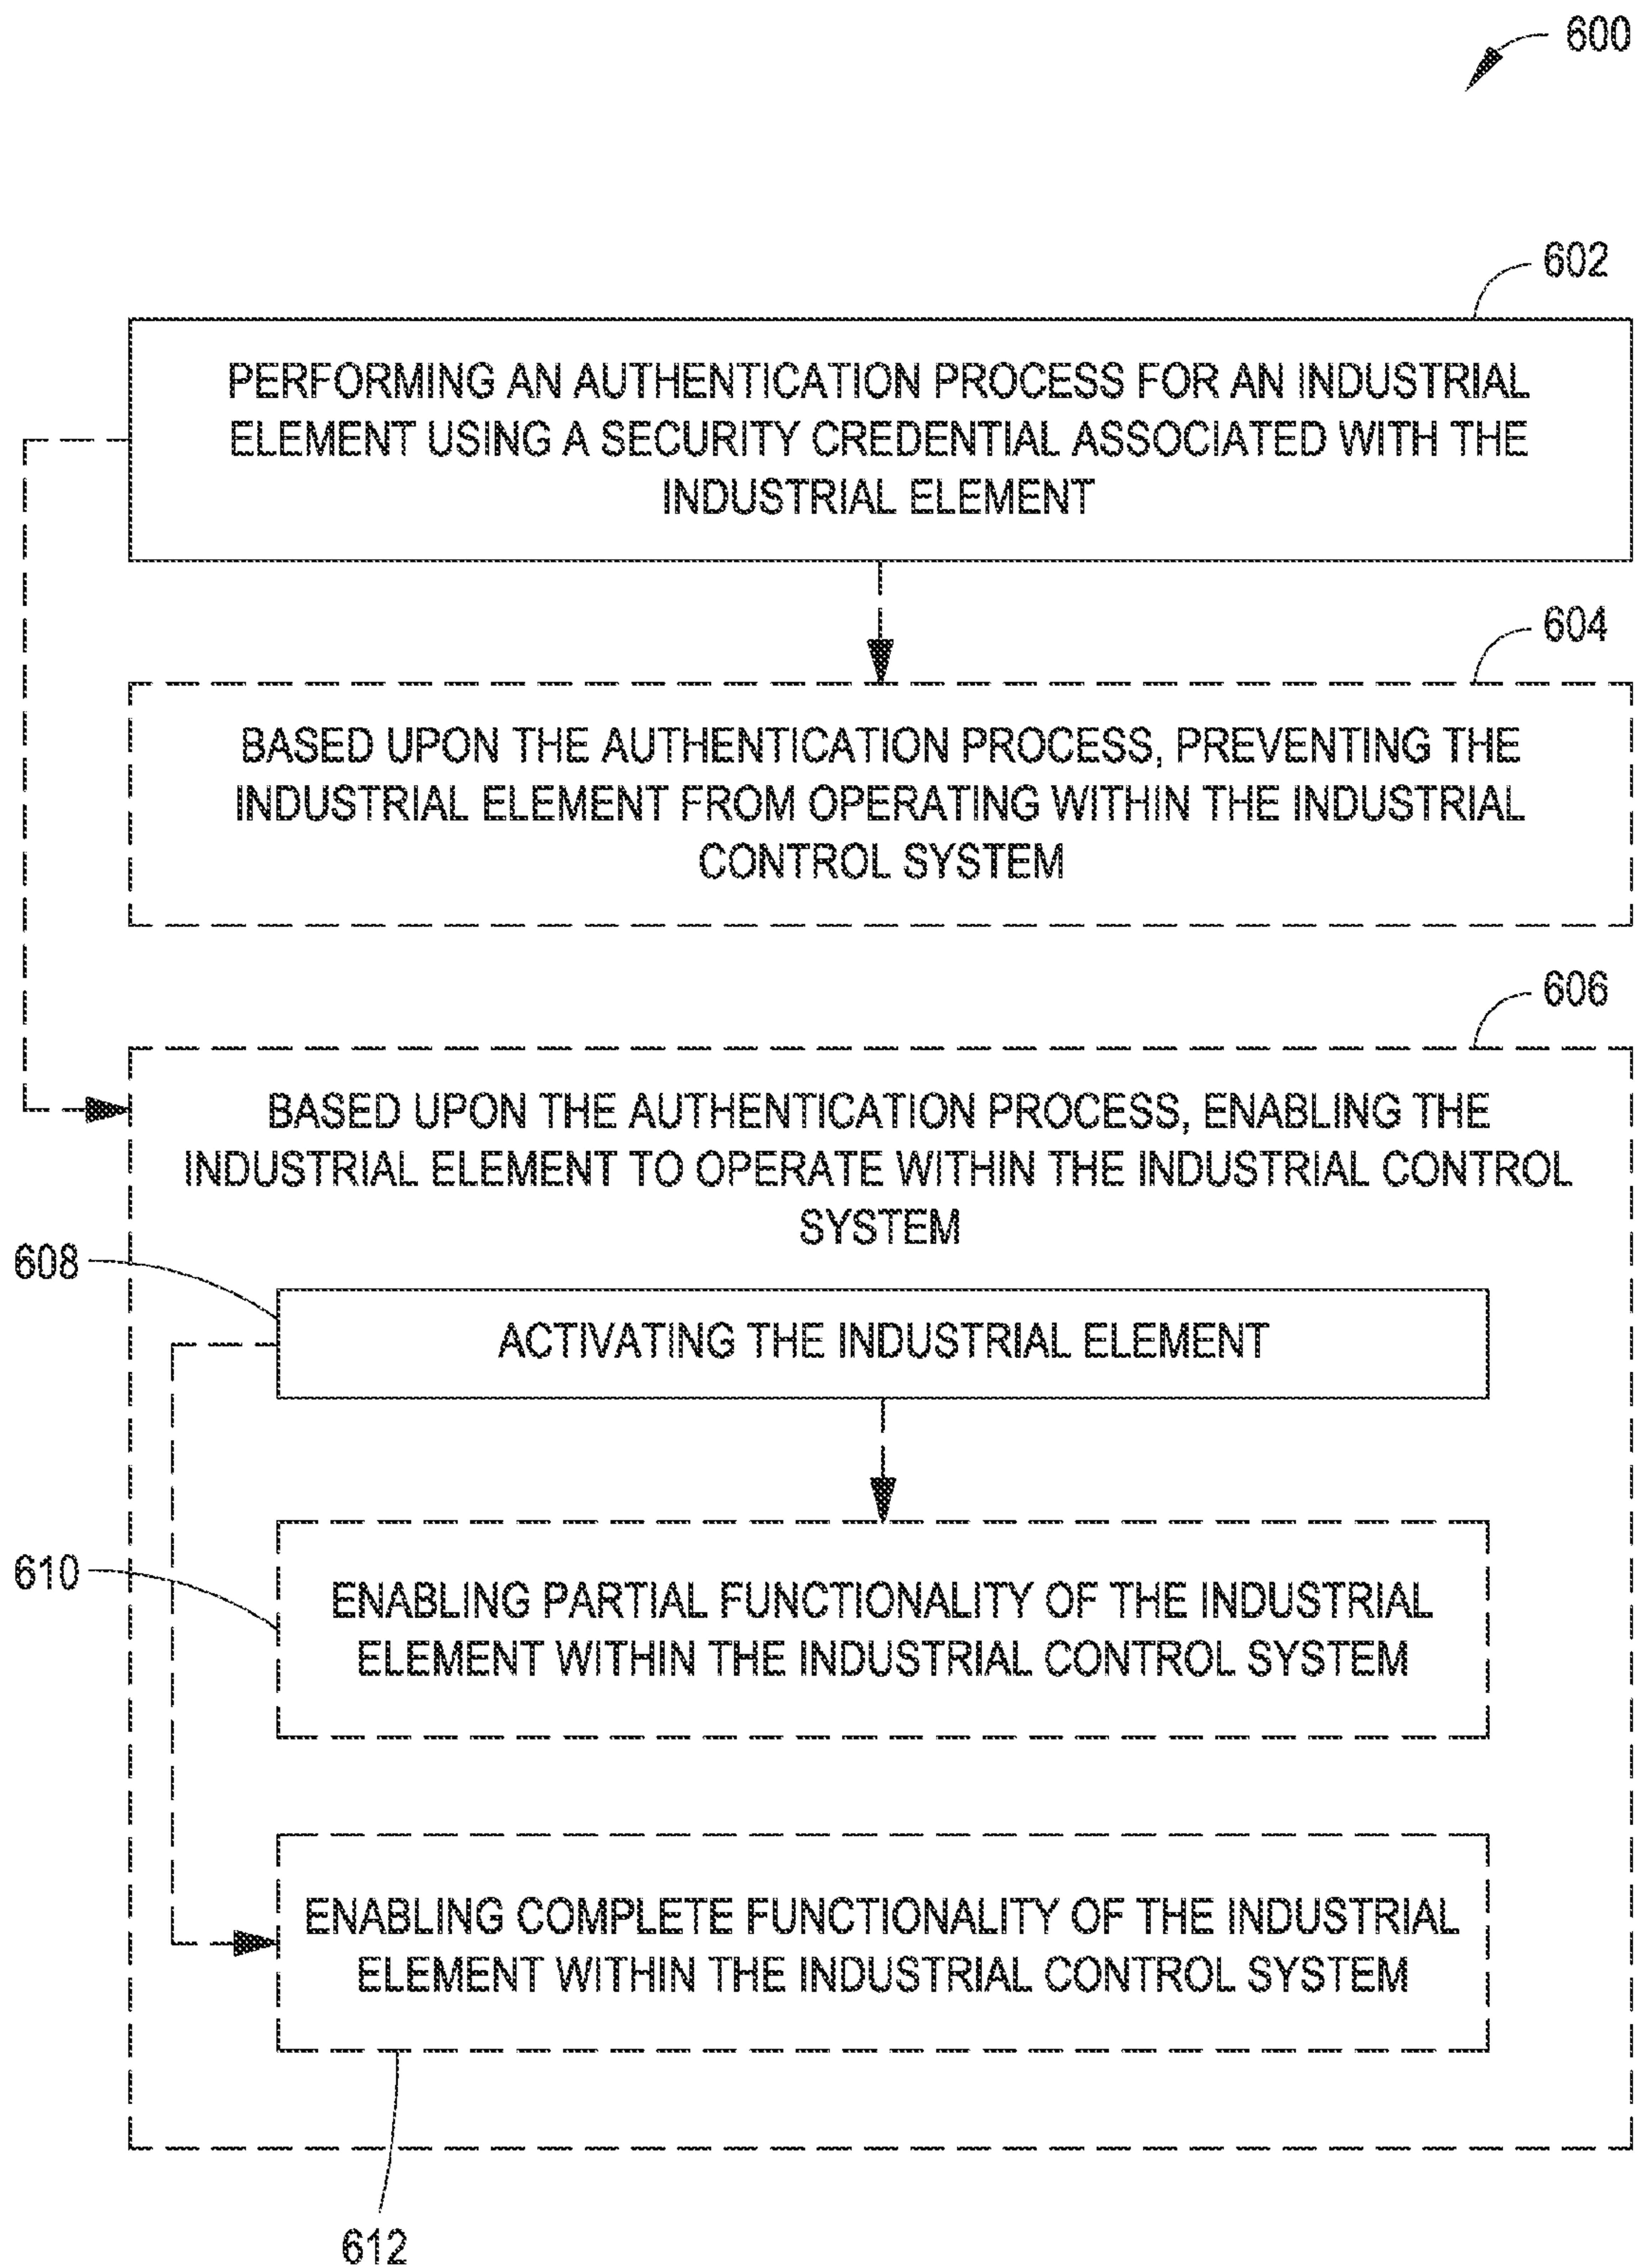 600
602
PERFORMING AN AUTHENTICATION PROCESS FOR AN INDUSTRIAL
ELEMENT USING A SECURITY CREDENTIAL ASSOCIATED WITH THE
INDUSTRIAL ELEMENT
604
BASED UPON THE AUTHENTICATION PROCESS, PREVENTING THE
INDUSTRIAL ELEMENT FROM OPERATING WITHIN THE INDUSTRIAL
CONTROL SYSTEM
606
BASED UPON THE AUTHENTICATION PROCESS, ENABLING THE
INDUSTRIAL ELEMENT TO OPERATE WITHIN THE INDUSTRIAL CONTROL
SYSTEM
608
ACTIVATING THE INDUSTRIAL ELEMENT
610
ENABLING PARTIAL FUNCTIONALITY OF THE INDUSTRIAL
ELEMENT WITHIN THE INDUSTRIAL CONTROL SYSTEM
ENABLING COMPLETE FUNCTIONALITY OF THE INDUSTRIAL
ELEMENT WITHIN THE INDUSTRIAL CONTROL SYSTEM
612